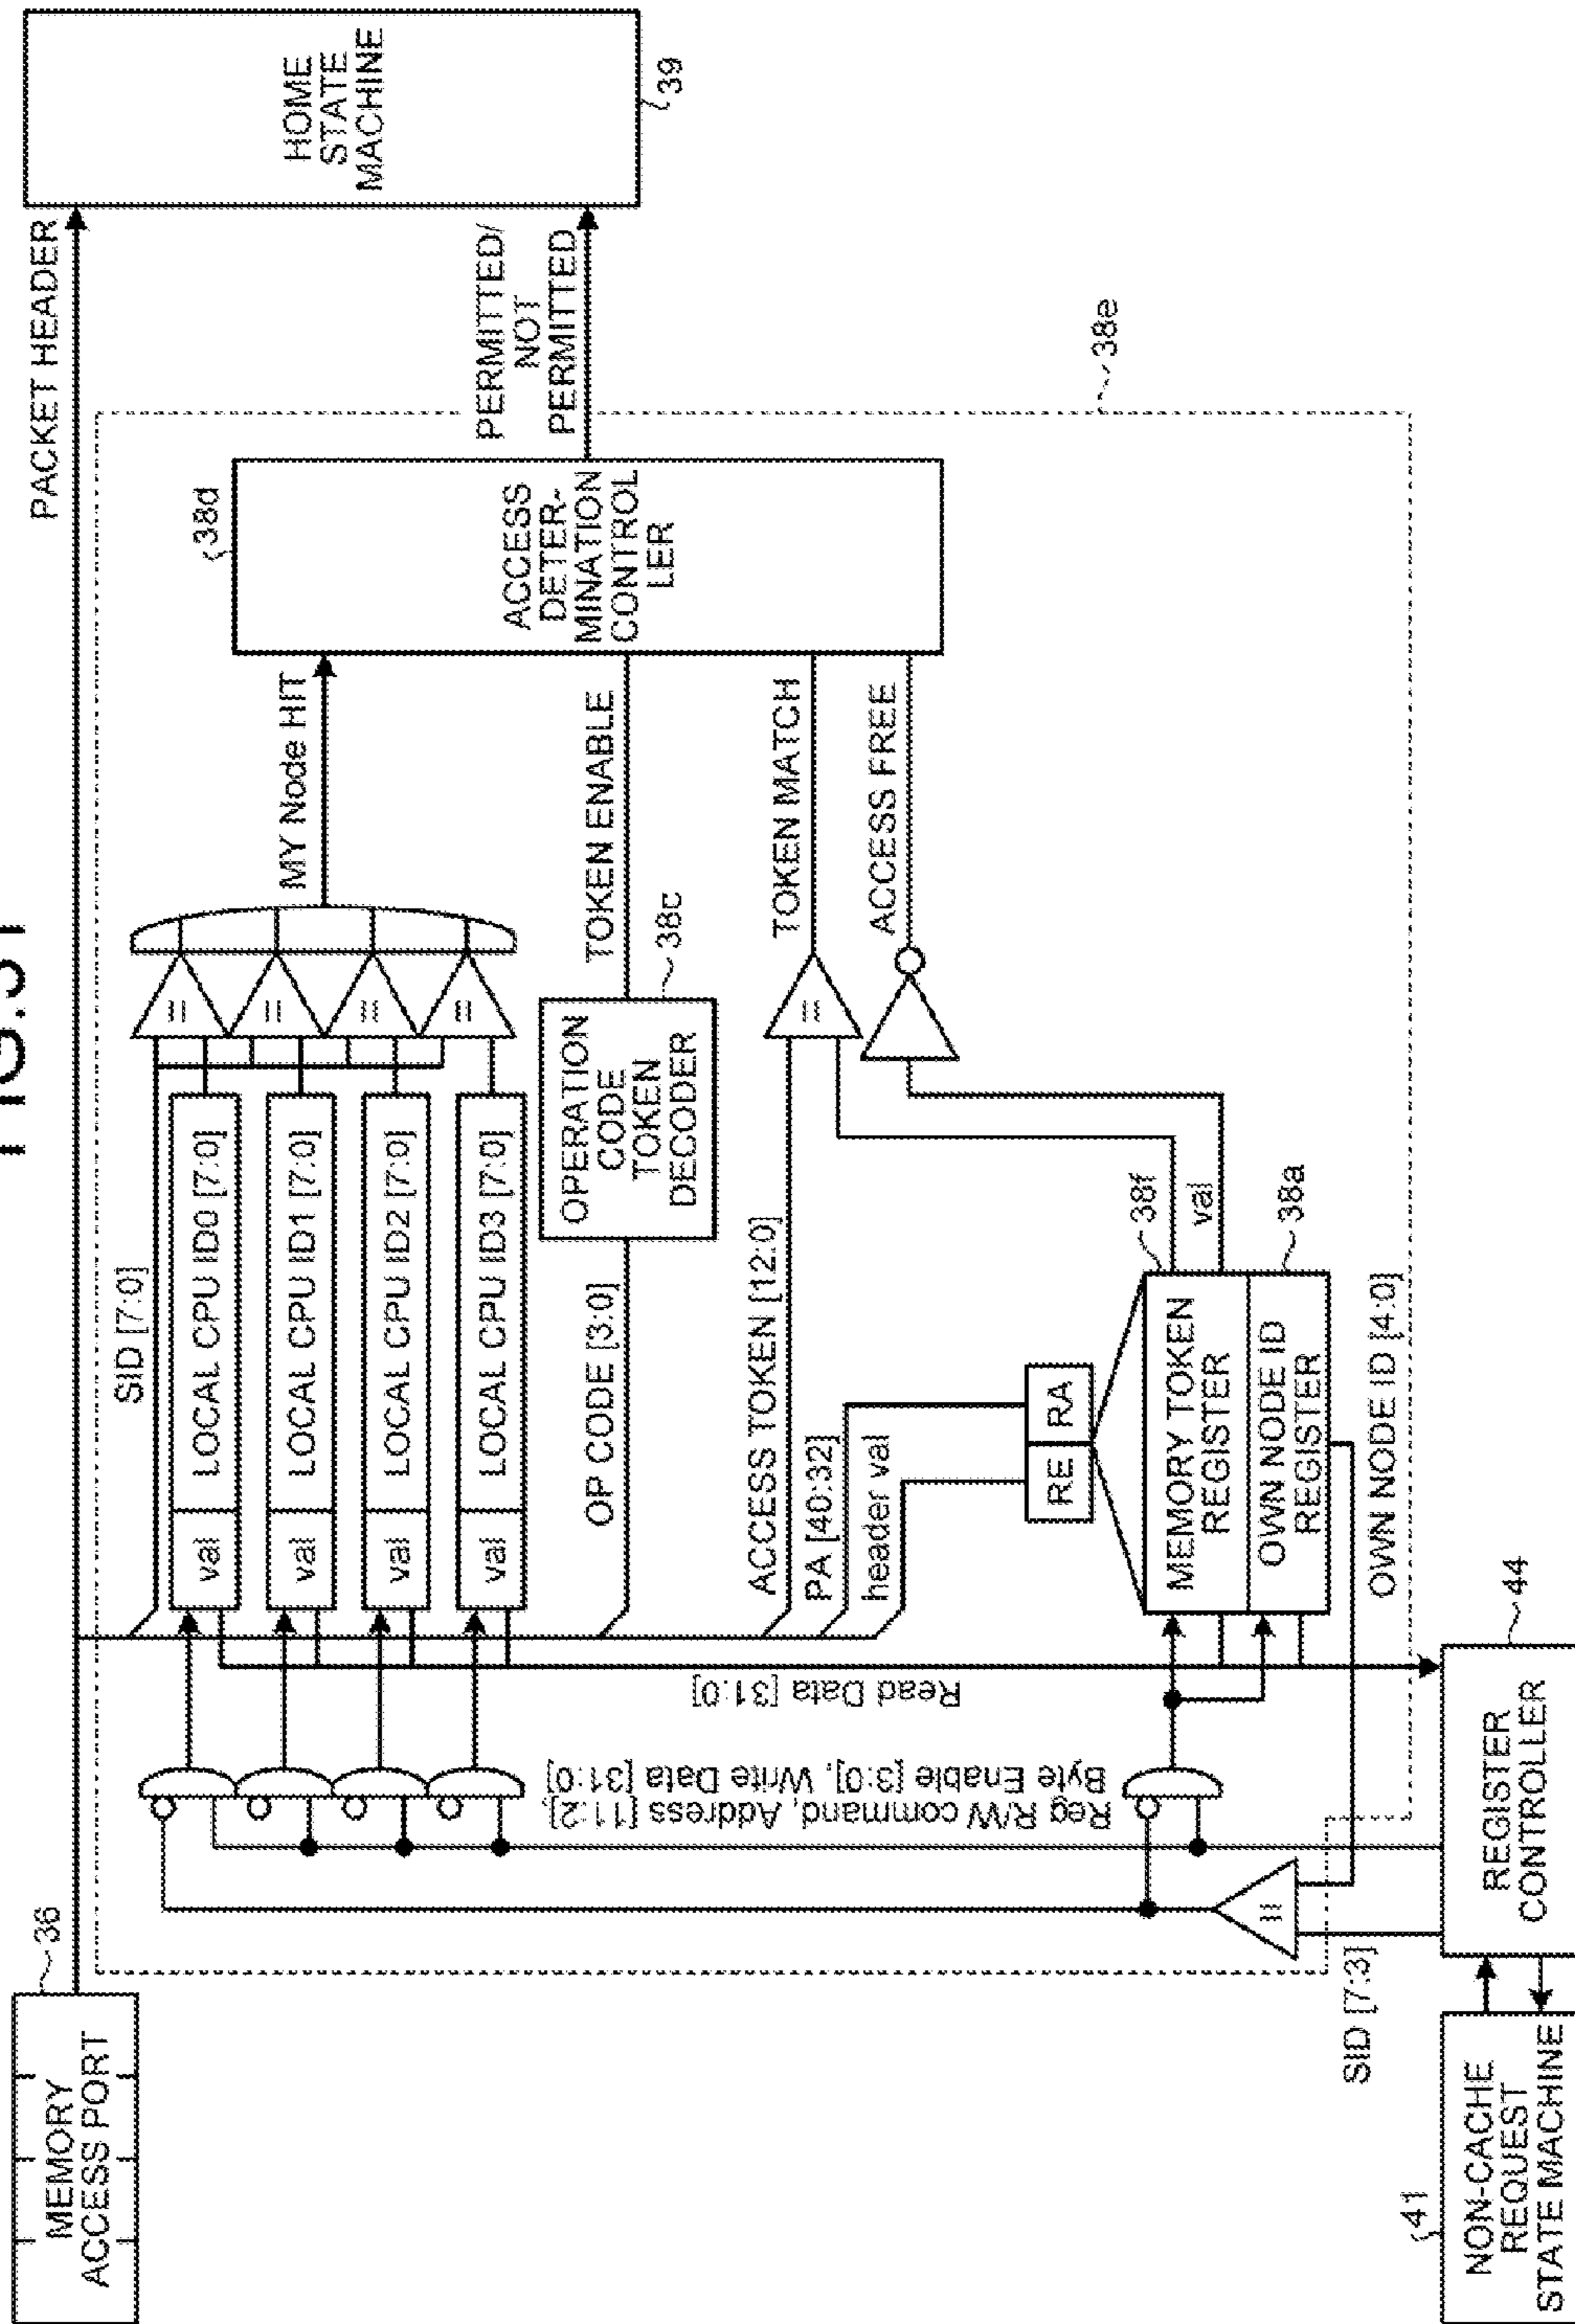 36
MEMORY
ACCESS PORT
PACKET HEADER
HOME
STATE
MACHINE
39
SID [7:0]
val
LOCAL CPU ID0 [7:0]
val
LOCAL CPU ID1 [7:0]
val
LOCAL CPU ID2 [7:0]
val
LOCAL CPU ID3 [7:0]
=
=
=
=
MY Node HIT
38d
ACCESS
DETER-
MINATION
CONTROL
LER
PERMITTED/
NOT
PERMITTED
OP CODE [3:0]
OPERATION
CODE
TOKEN
DECODER
38c
TOKEN ENABLE
ACCESS TOKEN [12:0]
=
TOKEN MATCH
ACCESS FREE
PA [40:32]
header val
RE
RA
Read Data [31:0]
Reg R/W command, Address [11:2],
Byte Enable [3:0], Write Data [31:0]
MEMORY TOKEN
REGISTER
38f
val
OWN NODE ID
REGISTER
38a
38e
=
OWN NODE ID [4:0]
SID [7:3]
41
NON-CACHE
REQUEST
STATE MACHINE
REGISTER
CONTROLLER
44